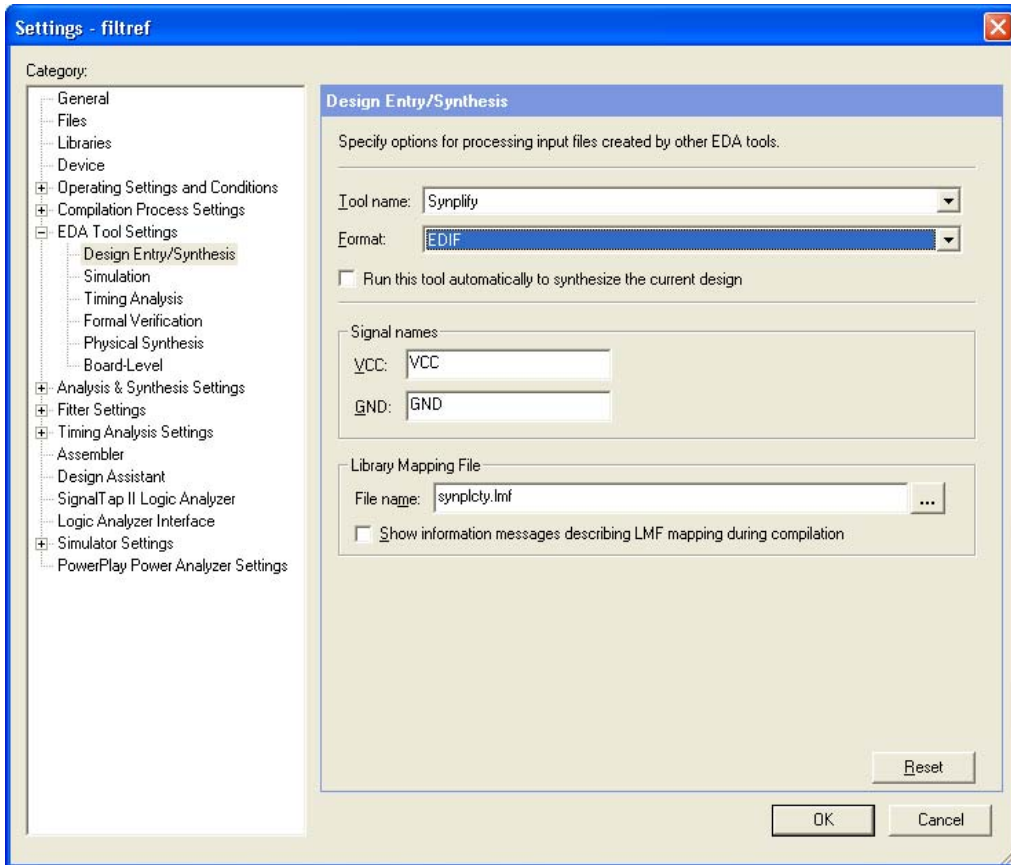 Settings - filtref
Category:
General
Files
Libraries
Device
Operating Settings and Conditions
Compilation Process Settings
EDA Tool Settings
Design Entry/Synthesis
Simulation
Timing Analysis
Formal Verification
Physical Synthesis
Board-Level
Analysis & Synthesis Settings
Fitter Settings
Timing Analysis Settings
Assembler
Design Assistant
SignalTap II Logic Analyzer
Logic Analyzer Interface
Simulator Settings
PowerPlay Power Analyzer Settings
Design Entry/Synthesis
Specify options for processing input files created by other EDA tools.
Tool name: Synplify
Format: EDIF
Run this tool automatically to synthesize the current design
Signal names
VCC: VCC
GND: GND
Library Mapping File
File name: synplcty.lmf ...
Show information messages describing LMF mapping during compilation
Reset
OK Cancel